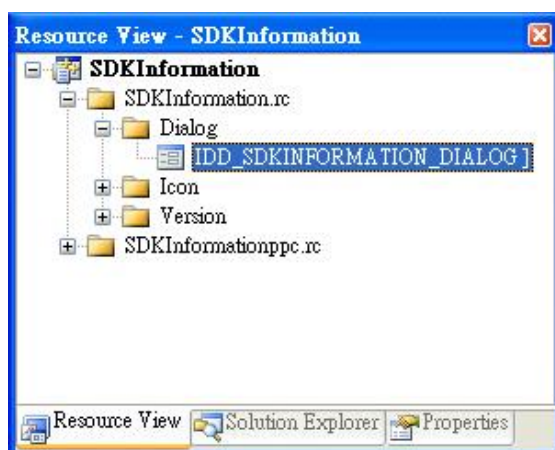 Resource View - SDKInformation
SDKInformation
SDKInformation.rc
Dialog
IDD_SDKINFORMATION_DIALOG ]
Icon
Version
SDKInformationppc.rc
Resource View Solution Explorer Properties